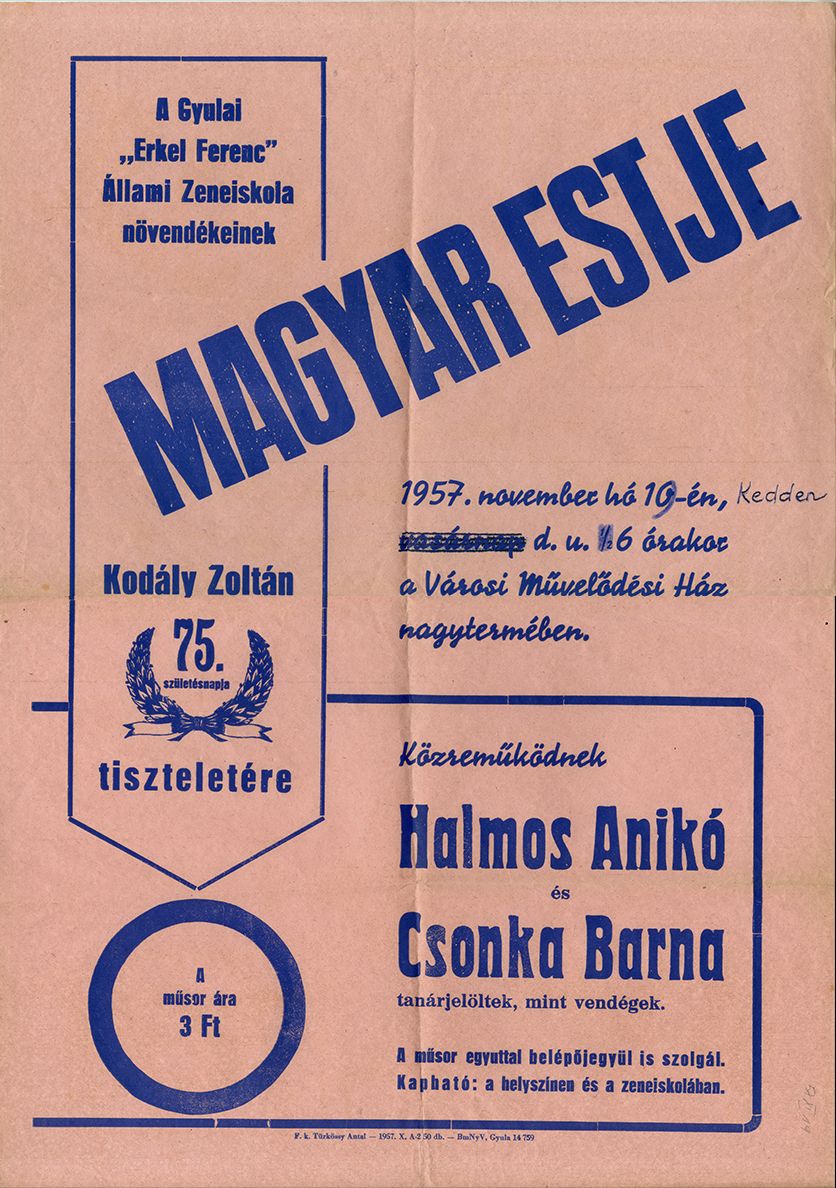 A Gyulai
„Erkel Ferenc”
Állami Zeneiskola
növendékeinek
MAGYAR ESTJE
Kodály Zoltán
75.
születésnapja
tiszteletére
1957. november hó 19-én, Kedden
vasárnap d. u. ½6 órakor
a Városi Művelődési Ház
nagytermében.
Közreműködnek
Halmos Anikó
és
Csonka Barna
tanárjelöltek, mint vendégek.
A műsor egyuttal belépőjegyül is szolgál.
Kapható: a helyszínen és a zeneiskolában.
A
műsor ára
3 Ft
F. k. Türkössy Antal — 1957. X. A-2 50 db. — BmNyV, Gyula 14 759